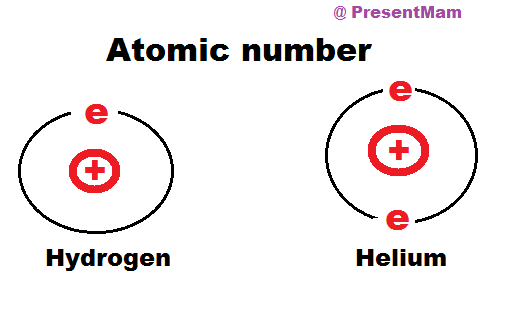 @ PresentMam
Atomic number
e
+
Hydrogen
e
+
e
Helium